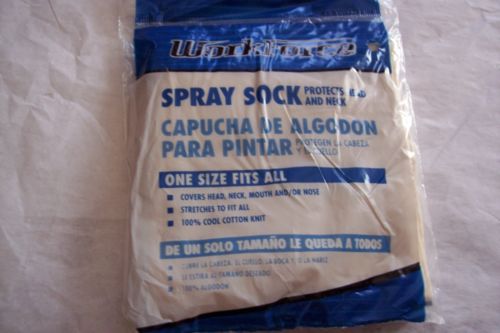 WORKFORCE
SPRAY SOCK PROTECTS HEAD
AND NECK
CAPUCHA DE ALGODON
PARA PINTAR PROTEGEN LA CABEZA
Y EL CUELLO
ONE SIZE FITS ALL
COVERS HEAD, NECK, MOUTH AND/OR NOSE
STRETCHES TO FIT ALL
100% COOL COTTON KNIT
DE UN SOLO TAMAÑO LE QUEDA A TODOS
CUBRE LA CABEZA, EL CUELLO, LA BOCA Y/O LA NARIZ
SE ESTIRA AL TAMAÑO DESEADO
100% ALGODON